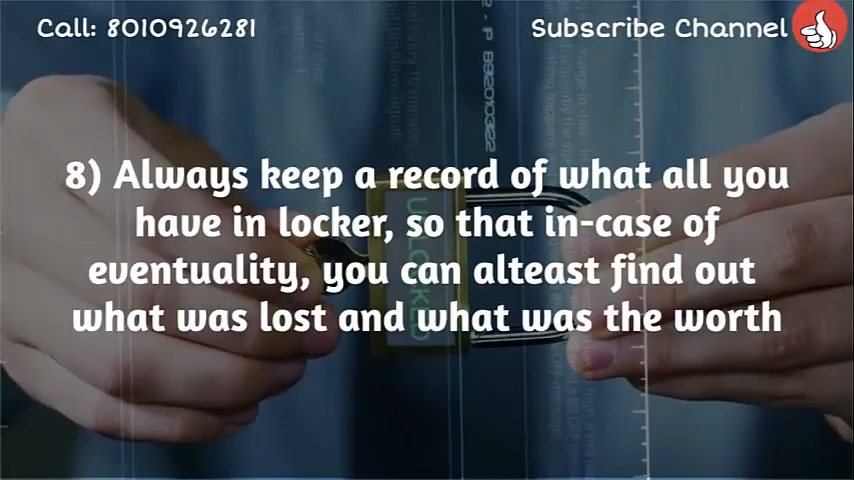 Call: 8010926281
Subscribe Channel
8) Always keep a record of what all you
have in locker, so that in-case of
eventuality, you can alteast find out
what was lost and what was the worth
UNLOCKED